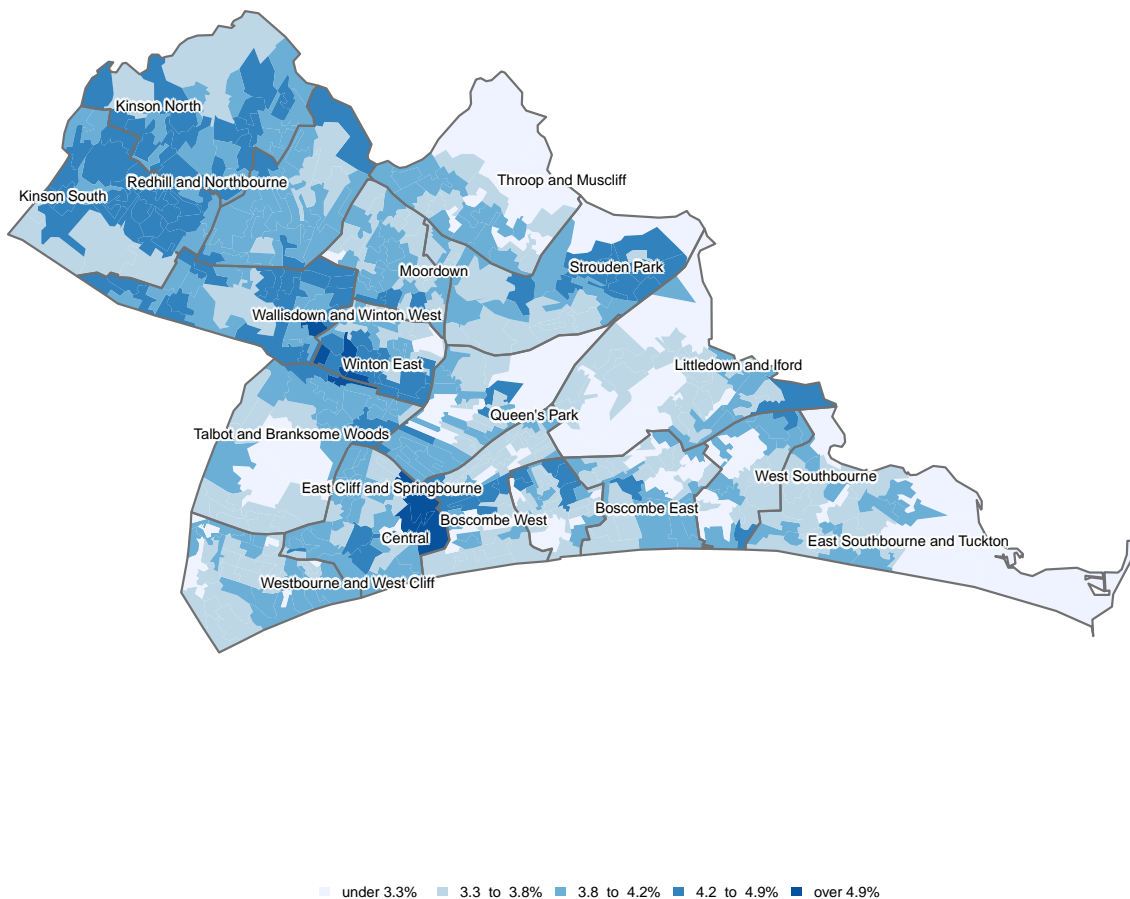 Kinson North
Throop and Muscliff
Redhill and Northbourne
Kinson South
Strouden Park
Moordown
Wallisdown and Winton West
Winton East
Littledown and Iford
Queen's Park
Talbot and Branksome Woods
West Southbourne
East Cliff and Springbourne
Boscombe East
Boscombe West
Central
East Southbourne and Tuckton
Westbourne and West Cliff
under 3.3% 3.3 to 3.8% 3.8 to 4.2% 4.2 to 4.9% over 4.9%